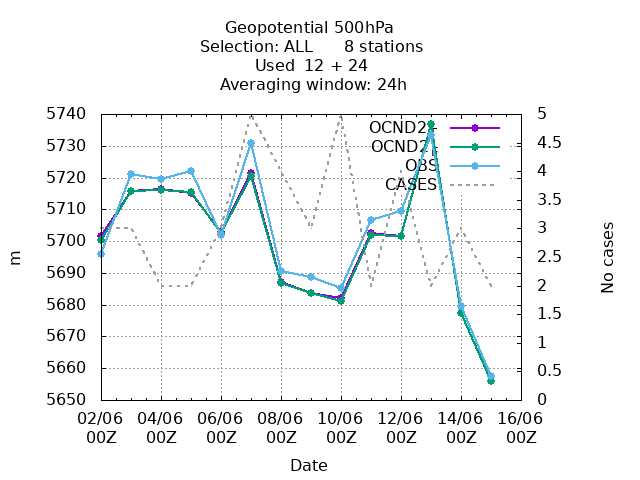 Geopotential 500hPa
Selection: ALL 8 stations
Used 12 + 24
Averaging window: 24h
5740
5730
5720
5710
5700
5690
5680
5670
5660
5650
m
5
4.5
4
3.5
3
2.5
2
1.5
1
0.5
0
No cases
OCND2
OCND2
OBS
CASES
02/06 04/06 06/06 08/06 10/06 12/06 14/06 16/06
00Z 00Z 00Z 00Z 00Z 00Z 00Z 00Z
Date